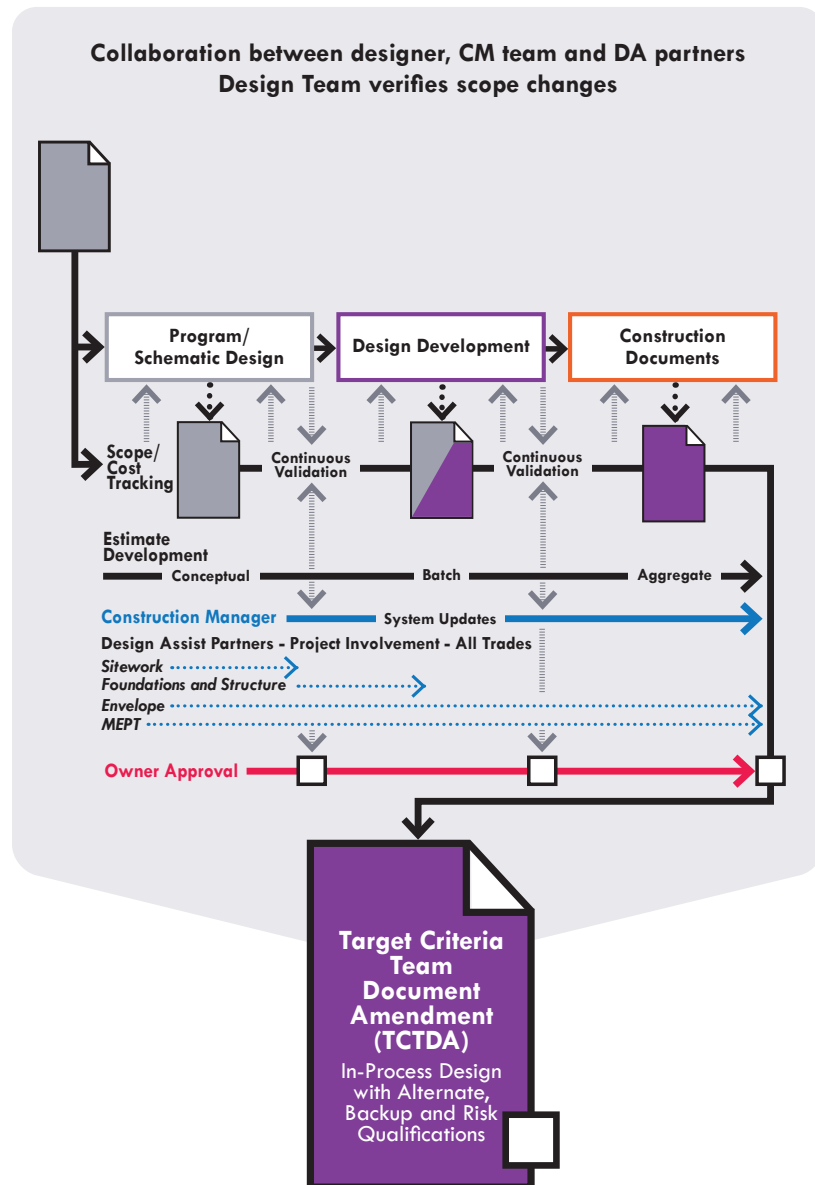 Collaboration between designer, CM team and DA partners
Design Team verifies scope changes
Program/
Schematic Design
Design Development
Construction
Documents
Scope/
Cost
Tracking
Continuous
Validation
Continuous
Validation
Estimate
Development
Conceptual
Batch
Aggregate
Construction Manager
System Updates
Design Assist Partners - Project Involvement - All Trades
Sitework
Foundations and Structure
Envelope
MEPT
Owner Approval
Target Criteria
Team
Document
Amendment
(TCTDA)
In-Process Design
with Alternate,
Backup and Risk
Qualifications